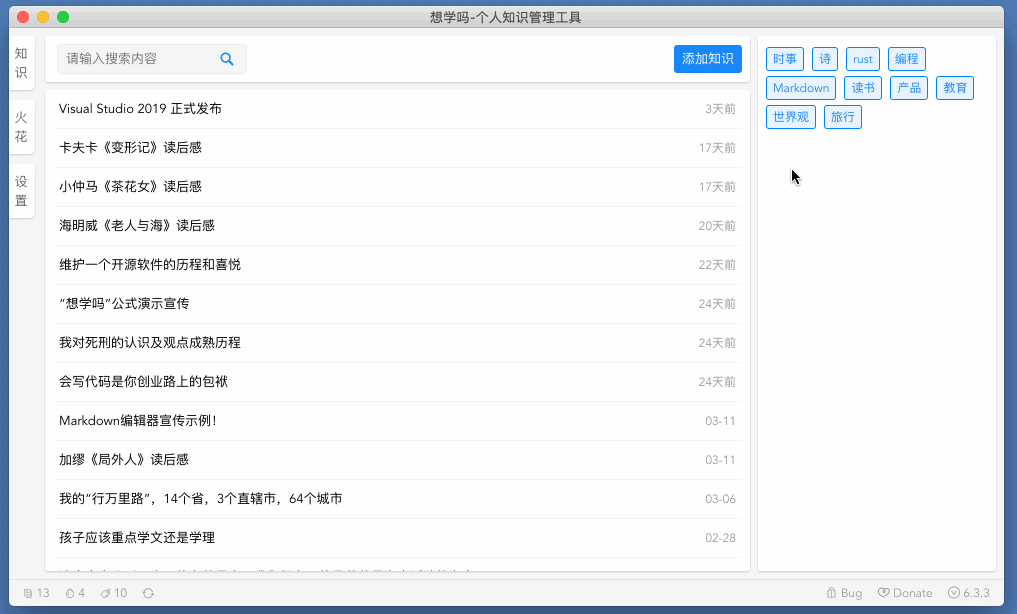 想学吗-个人知识管理工具
知识
火花
设置
请输入搜索内容
添加知识
Visual Studio 2019 正式发布 3天前
卡夫卡《变形记》读后感 17天前
小仲马《茶花女》读后感 17天前
海明威《老人与海》读后感 20天前
维护一个开源软件的历程和喜悦 22天前
“想学吗”公式演示宣传 24天前
我对死刑的认识及观点成熟历程 24天前
会写代码是你创业路上的包袱 24天前
Markdown编辑器宣传示例! 03-11
加缪《局外人》读后感 03-11
我的“行万里路”，14个省，3个直辖市，64个城市 03-06
孩子应该重点学文还是学理 02-28
时事 诗 rust 编程
Markdown 读书 产品 教育
世界观 旅行
13 4 10 Bug Donate 6.3.3